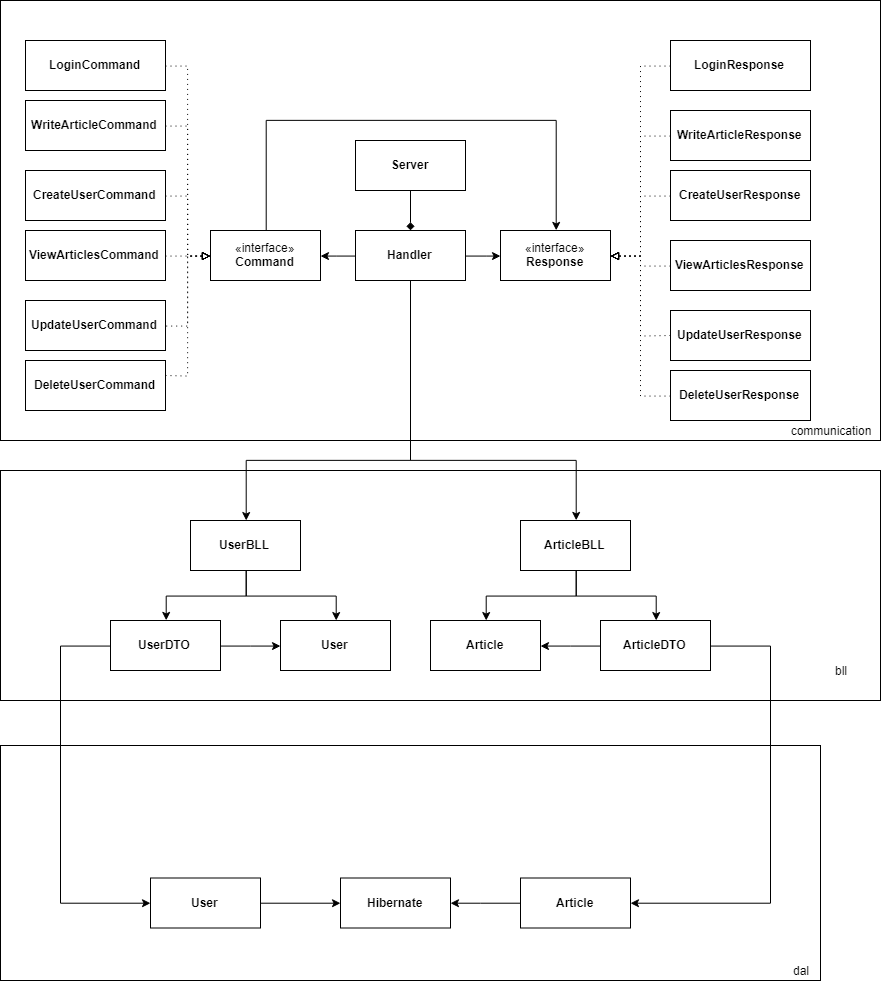 LoginCommand
WriteArticleCommand
CreateUserCommand
ViewArticlesCommand
UpdateUserCommand
DeleteUserCommand
Server
«interface»
Command
Handler
«interface»
Response
LoginResponse
WriteArticleResponse
CreateUserResponse
ViewArticlesResponse
UpdateUserResponse
DeleteUserResponse
communication
UserBLL
ArticleBLL
UserDTO
User
Article
ArticleDTO
bll
User
Hibernate
Article
dal